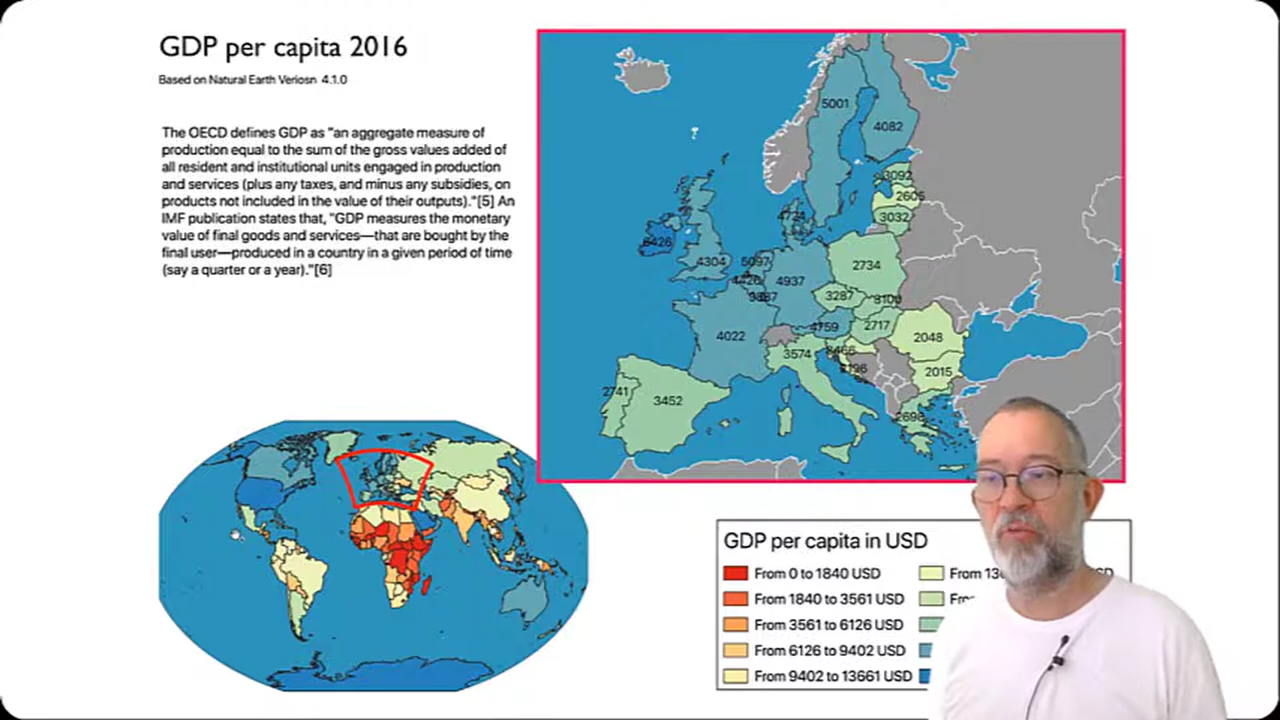 GDP per capita 2016
Based on Natural Earth Veriosn 4.1.0
The OECD defines GDP as "an aggregate measure of
production equal to the sum of the gross values added of
all resident and institutional units engaged in production
and services (plus any taxes, and minus any subsidies, on
products not included in the value of their outputs)."[5] An
IMF publication states that, "GDP measures the monetary
value of final goods and services—that are bought by the
final user—produced in a country in a given period of time
(say a quarter or a year)."[6]
5001
4082
3092
2605
3032
4724
6426
4304
5097
4937
2734
3287
4022
4759
2717
2048
3574
2015
2741
3452
2698
GDP per capita in USD
From 0 to 1840 USD
From 1840 to 3561 USD
From 3561 to 6126 USD
From 6126 to 9402 USD
From 9402 to 13661 USD
From